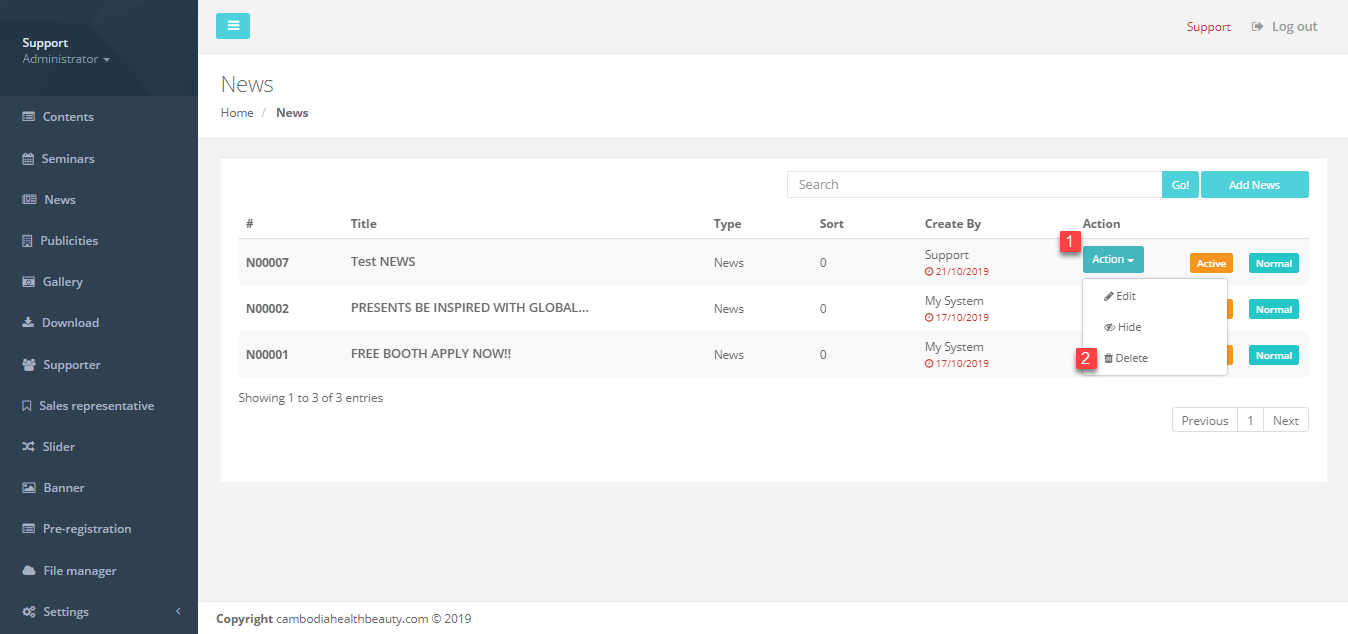 Support
Administrator
Contents
Seminars
News
Publicities
Gallery
Download
Supporter
Sales representative
Slider
Banner
Pre-registration
File manager
Settings
Support Log out
News
Home / News
Search Go! Add News
# Title Type Sort Create By Action
1
N00007 Test NEWS News 0 Support Action Active Normal
21/10/2019
Edit
N00002 PRESENTS BE INSPIRED WITH GLOBAL... News 0 My System Normal
17/10/2019
Hide
N00001 FREE BOOTH APPLY NOW!! News 0 My System Normal
17/10/2019
2 Delete
Showing 1 to 3 of 3 entries
Previous 1 Next
Copyright cambodiahealthbeauty.com © 2019